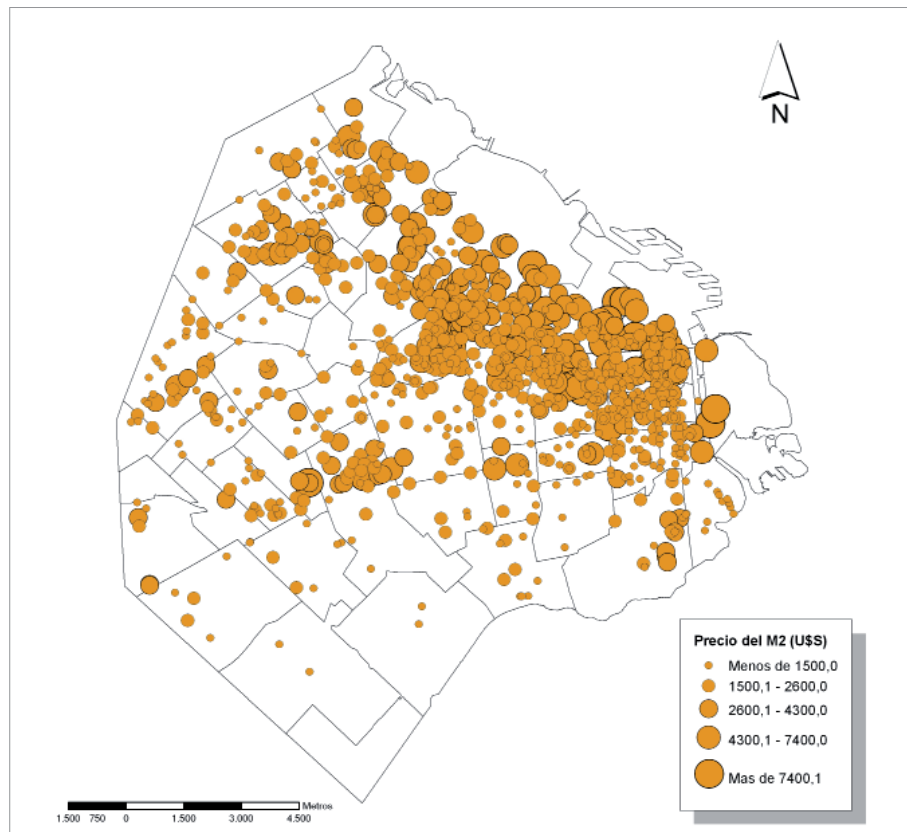 N
Precio del M2 (U$S)
Menos de 1500,0
1500,1 - 2600,0
2600,1 - 4300,0
4300,1 - 7400,0
Mas de 7400,1
1.500 750 0 1.500 3.000 4.500
Metros